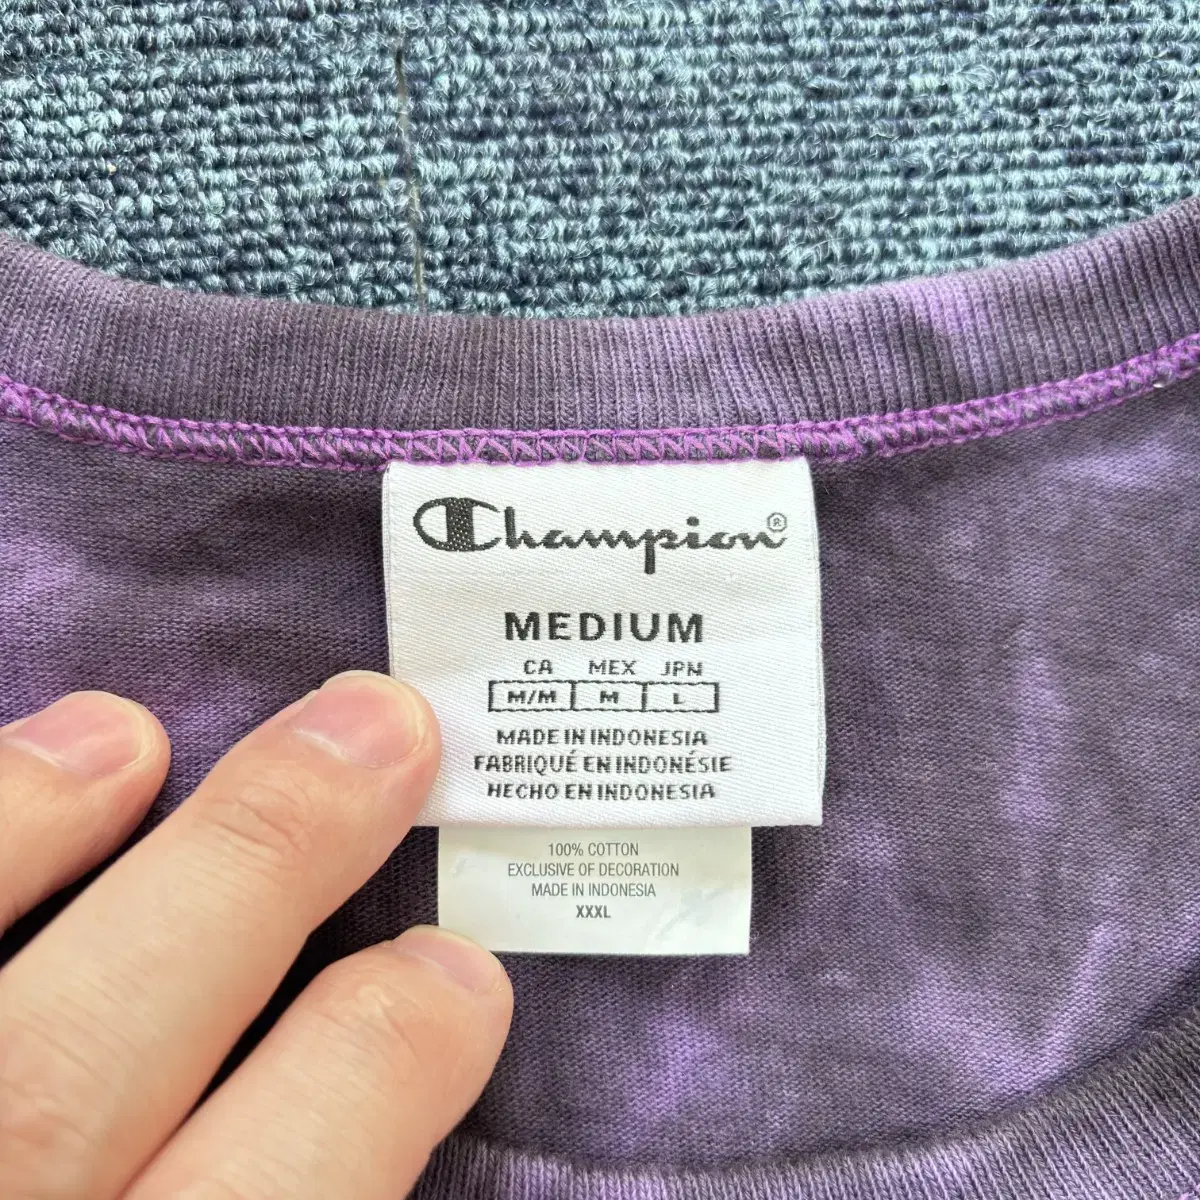 Champion®
MEDIUM
CA MEX JPN
M/M M L
MADE IN INDONESIA
FABRIQUÉ EN INDONÉSIE
HECHO EN INDONESIA
100% COTTON
EXCLUSIVE OF DECORATION
MADE IN INDONESIA
XXXL